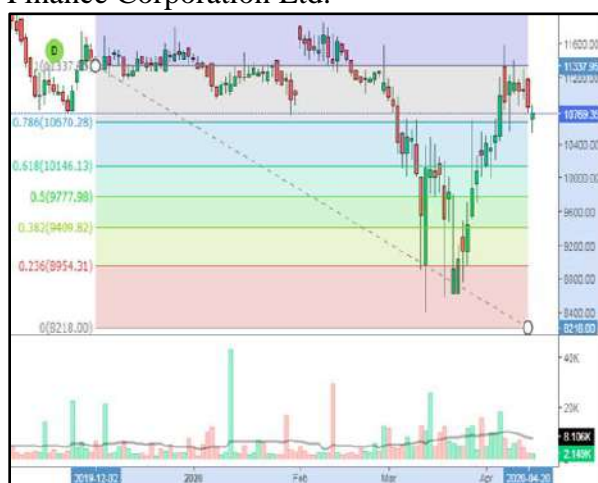 Finance Corporation Ltd.
D
1(11337.95)
0.786(10670.28)
0.618(10146.13)
0.5(9777.98)
0.382(9409.82)
0.236(8954.31)
0(8218.00)
11600.00
11337.95
11200.00
10769.35
10400.00
10000.00
9600.00
9200.00
8800.00
8400.00
8218.00
40K
20K
8.106K
2.149K
2019-12-02
2020
Feb
Mar
Apr
2020-04-20